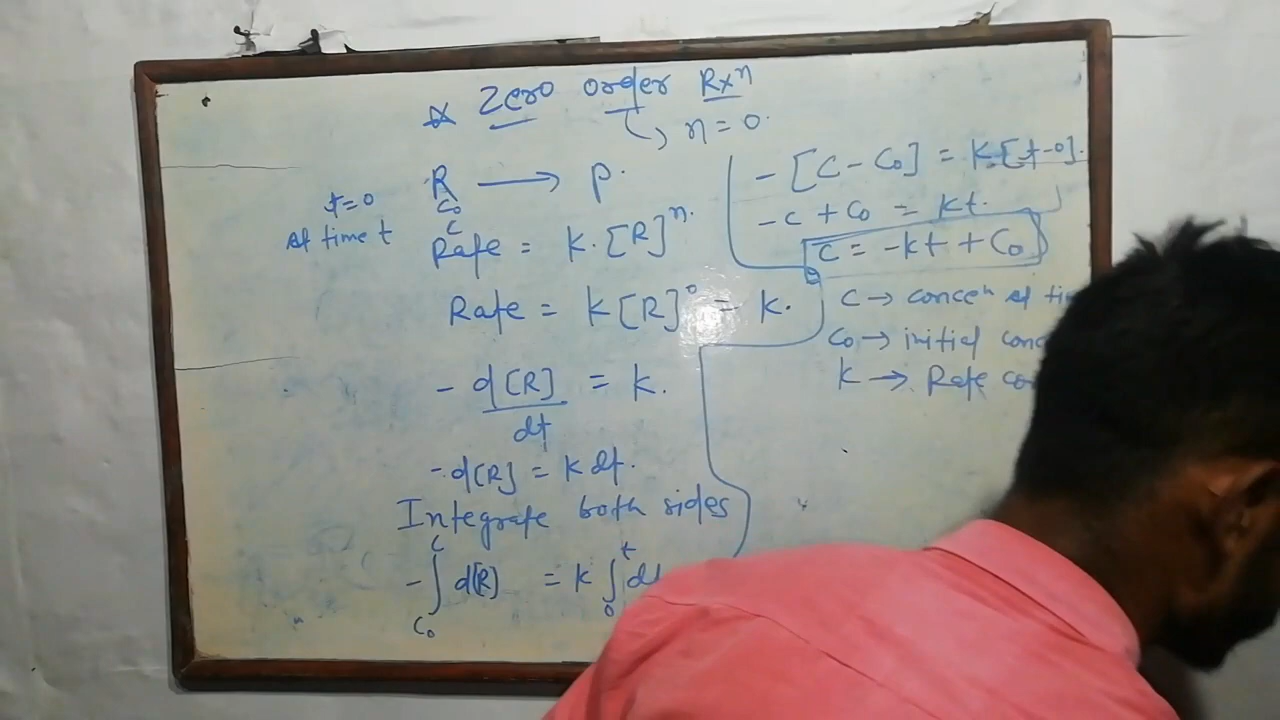 ☆ Zero order Rxⁿ
↳ n = 0.
R ⟶ P.
t=0 C₀
At time t C
Rate = K.[R]ⁿ.
Rate = K[R]⁰ = K.
- d[R]/dt = K.
-d[R] = K dt.
Integrate both sides
- ∫_{C₀}^{C} d[R] = K ∫₀^t dt
- [C - C₀] = K.[t-0].
-C + C₀ = Kt.
C = -Kt + C₀
C → concⁿ at
C₀ → initial
K → Rate